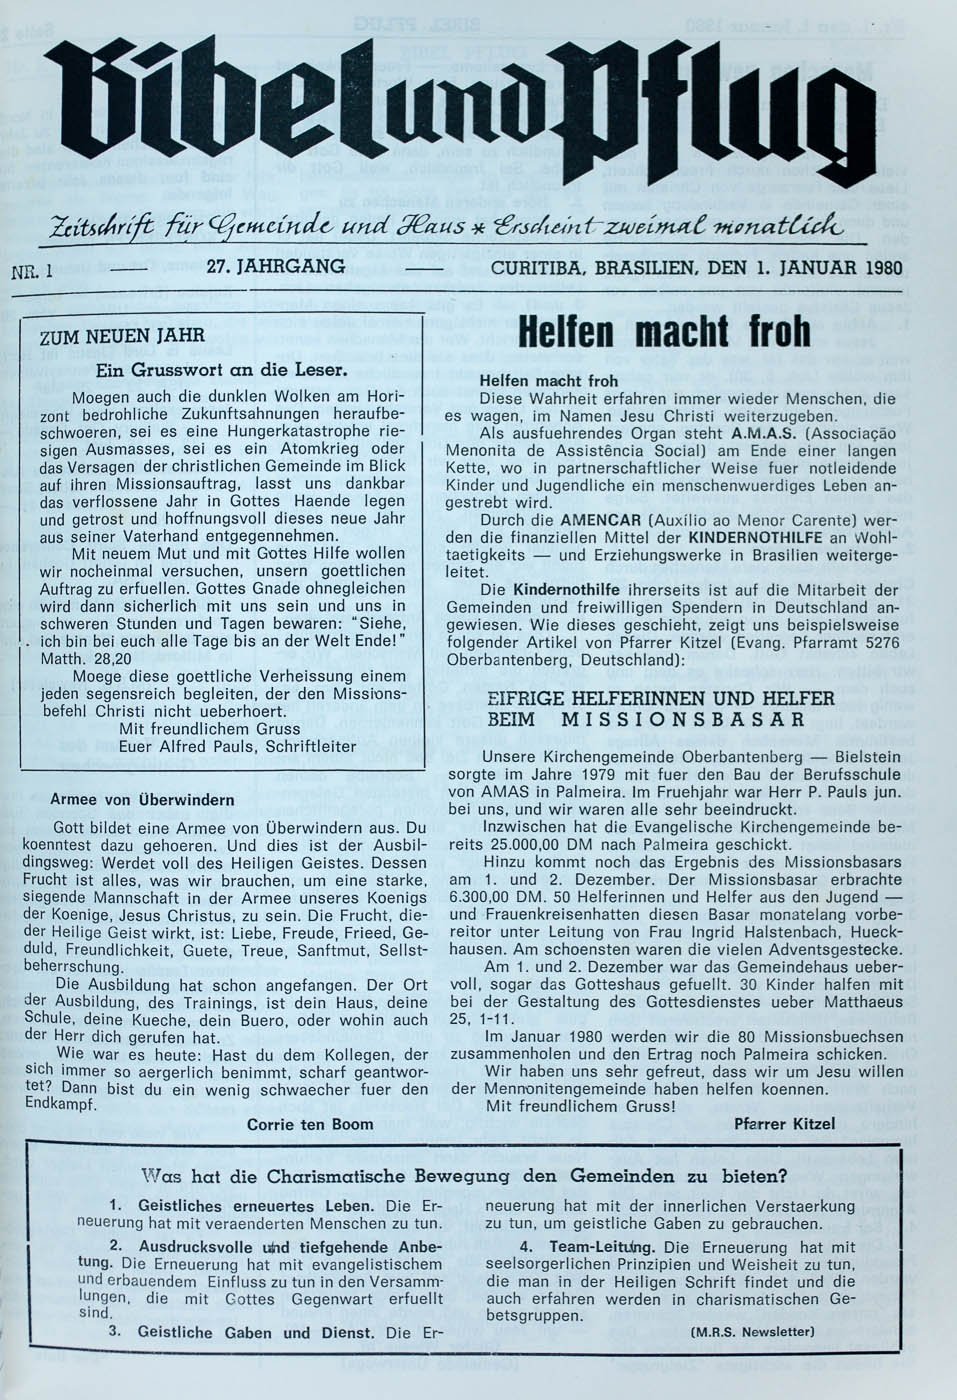 Bibel und Pflug
Zeitschrift für Gemeinde und Haus * Erscheint zweimal monatlich
NR. 1 — 27. JAHRGANG — CURITIBA, BRASILIEN, DEN 1. JANUAR 1980
ZUM NEUEN JAHR
Ein Grusswort an die Leser.
Moegen auch die dunklen Wolken am Hori-
zont bedrohliche Zukunftsahnungen heraufbe-
schwoeren, sei es eine Hungerkatastrophe rie-
sigen Ausmasses, sei es ein Atomkrieg oder
das Versagen der christlichen Gemeinde im Blick
auf ihren Missionsauftrag, lasst uns dankbar
das verflossene Jahr in Gottes Haende legen
und getrost und hoffnungsvoll dieses neue Jahr
aus seiner Vaterhand entgegennehmen.
Mit neuem Mut und mit Gottes Hilfe wollen
wir nocheinmal versuchen, unsern goettlichen
Auftrag zu erfuellen. Gottes Gnade ohnegleichen
wird dann sicherlich mit uns sein und uns in
schweren Stunden und Tagen bewaren: "Siehe,
ich bin bei euch alle Tage bis an der Welt Ende!"
Matth. 28,20
Moege diese goettliche Verheissung einem
jeden segensreich begleiten, der den Missions-
befehl Christi nicht ueberhoert.
Mit freundlichem Gruss
Euer Alfred Pauls, Schriftleiter
Armee von Überwindern
Gott bildet eine Armee von Überwindern aus. Du
koenntest dazu gehoeren. Und dies ist der Ausbil-
dingsweg: Werdet voll des Heiligen Geistes. Dessen
Frucht ist alles, was wir brauchen, um eine starke,
siegende Mannschaft in der Armee unseres Koenigs
der Koenige, Jesus Christus, zu sein. Die Frucht, die-
der Heilige Geist wirkt, ist: Liebe, Freude, Frieed, Ge-
duld, Freundlichkeit, Guete, Treue, Sanftmut, Sellst-
beherrschung.
Die Ausbildung hat schon angefangen. Der Ort
der Ausbildung, des Trainings, ist dein Haus, deine
Schule, deine Kueche, dein Buero, oder wohin auch
der Herr dich gerufen hat.
Wie war es heute: Hast du dem Kollegen, der
sich immer so aergerlich benimmt, scharf geantwor-
tet? Dann bist du ein wenig schwaecher fuer den
Endkampf.
Corrie ten Boom
Helfen macht froh
Helfen macht froh
Diese Wahrheit erfahren immer wieder Menschen, die
es wagen, im Namen Jesu Christi weiterzugeben.
Als ausfuehrendes Organ steht A.M.A.S. (Associação
Menonita de Assistência Social) am Ende einer langen
Kette, wo in partnerschaftlicher Weise fuer notleidende
Kinder und Jugendliche ein menschenwuerdiges Leben an-
gestrebt wird.
Durch die AMENCAR (Auxílio ao Menor Carente) wer-
den die finanziellen Mittel der KINDERNOTHILFE an Wohl-
taetigkeits — und Erziehungswerke in Brasilien weiterge-
leitet.
Die Kindernothilfe ihrerseits ist auf die Mitarbeit der
Gemeinden und freiwilligen Spendern in Deutschland an-
gewiesen. Wie dieses geschieht, zeigt uns beispielsweise
folgender Artikel von Pfarrer Kitzel (Evang. Pfarramt 5276
Oberbantenberg, Deutschland):
EIFRIGE HELFERINNEN UND HELFER
BEIM MISSIONSBASAR
Unsere Kirchengemeinde Oberbantenberg — Bielstein
sorgte im Jahre 1979 mit fuer den Bau der Berufsschule
von AMAS in Palmeira. Im Fruehjahr war Herr P. Pauls jun.
bei uns, und wir waren alle sehr beeindruckt.
Inzwischen hat die Evangelische Kirchengemeinde be-
reits 25.000,00 DM nach Palmeira geschickt.
Hinzu kommt noch das Ergebnis des Missionsbasars
am 1. und 2. Dezember. Der Missionsbasar erbrachte
6.300,00 DM. 50 Helferinnen und Helfer aus den Jugend —
und Frauenkreisenhatten diesen Basar monatelang vorbe-
reitor unter Leitung von Frau Ingrid Halstenbach, Hueck-
hausen. Am schoensten waren die vielen Adventsgestecke.
Am 1. und 2. Dezember war das Gemeindehaus ueber-
voll, sogar das Gotteshaus gefuellt. 30 Kinder halfen mit
bei der Gestaltung des Gottesdienstes ueber Matthaeus
25, 1-11.
Im Januar 1980 werden wir die 80 Missionsbuechsen
zusammenholen und den Ertrag noch Palmeira schicken.
Wir haben uns sehr gefreut, dass wir um Jesu willen
der Mennonitengemeinde haben helfen koennen.
Mit freundlichem Gruss!
Pfarrer Kitzel
Was hat die Charismatische Bewegung den Gemeinden zu bieten?
1. Geistliches erneuertes Leben. Die Er-
neuerung hat mit veraenderten Menschen zu tun.
2. Ausdrucksvolle und tiefgehende Anbe-
tung. Die Erneuerung hat mit evangelistischem
und erbauendem Einfluss zu tun in den Versamm-
lungen, die mit Gottes Gegenwart erfuellt
sind.
3. Geistliche Gaben und Dienst. Die Er-
neuerung hat mit der innerlichen Verstaerkung
zu tun, um geistliche Gaben zu gebrauchen.
4. Team-Leitung. Die Erneuerung hat mit
seelsorgerlichen Prinzipien und Weisheit zu tun,
die man in der Heiligen Schrift findet und die
auch erfahren werden in charismatischen Ge-
betsgruppen.
(M.R.S. Newsletter)